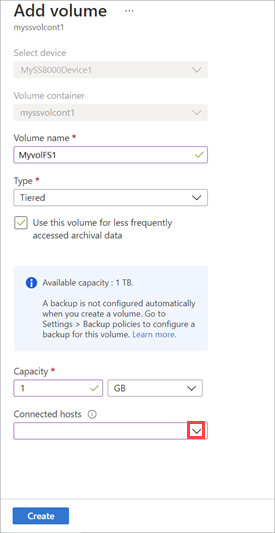 Add volume ...
Select device
MySS8000Device1
Volume container
myssvolcont1
Volume name *
MyvolFS1
Type *
Tiered
Use this volume for less frequently
accessed archival data
Available capacity : 1 TB.
A backup is not configured automatically
when you create a volume. Go to
Settings > Backup policies to configure a
backup for this volume. Learn more.
Capacity *
1 GB
Connected hosts
Create